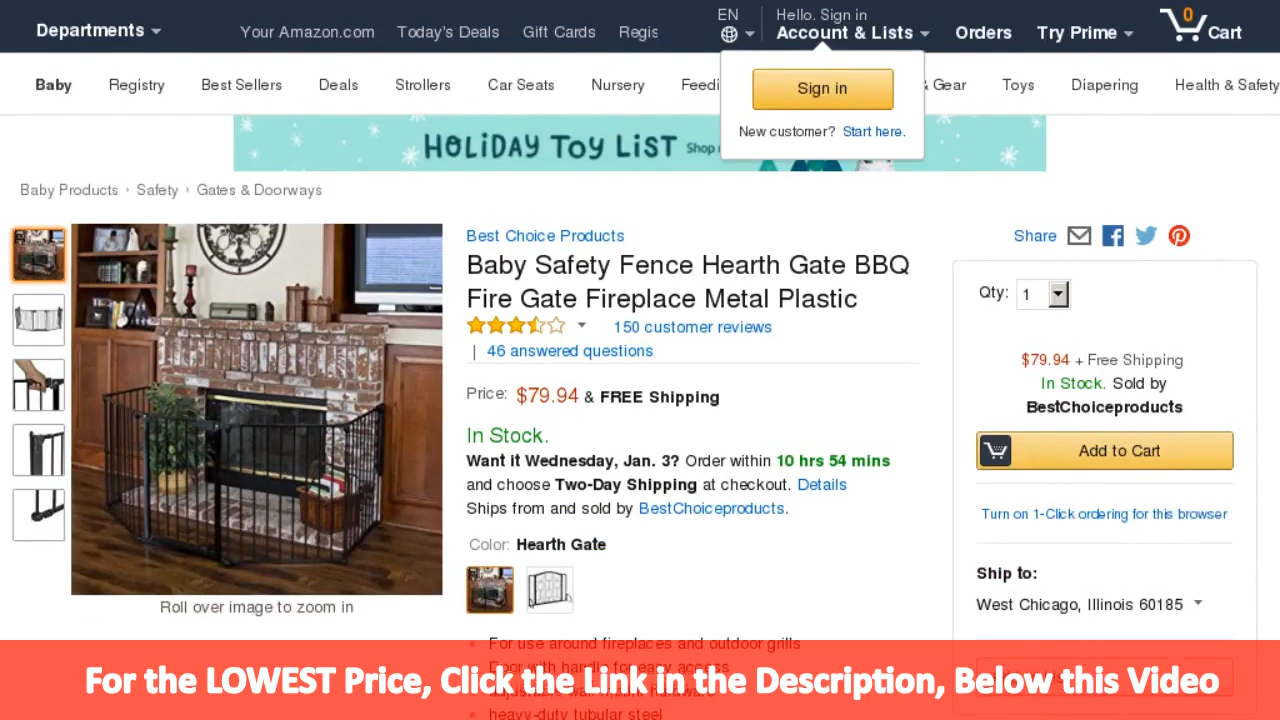 Departments
Your Amazon.com Today's Deals Gift Cards Regis
EN
Hello. Sign in
Account & Lists
Orders
Try Prime
0
Cart
Baby Registry Best Sellers Deals Strollers Car Seats Nursery Feedi & Gear Toys Diapering Health & Safety
Sign in
New customer? Start here.
HOLIDAY TOY LIST Shop
Baby Products › Safety › Gates & Doorways
Best Choice Products
Baby Safety Fence Hearth Gate BBQ
Fire Gate Fireplace Metal Plastic
150 customer reviews
| 46 answered questions
Price: $79.94 & FREE Shipping
In Stock.
Want it Wednesday, Jan. 3? Order within 10 hrs 54 mins
and choose Two-Day Shipping at checkout. Details
Ships from and sold by BestChoiceproducts.
Color: Hearth Gate
Roll over image to zoom in
• For use around fireplaces and outdoor grills
• Door with handle for easy access
• heavy-duty tubular steel
Share
Qty: 1
$79.94 + Free Shipping
In Stock. Sold by
BestChoiceproducts
Add to Cart
Turn on 1-Click ordering for this browser
Ship to:
West Chicago, Illinois 60185
For the LOWEST Price, Click the Link in the Description, Below this Video